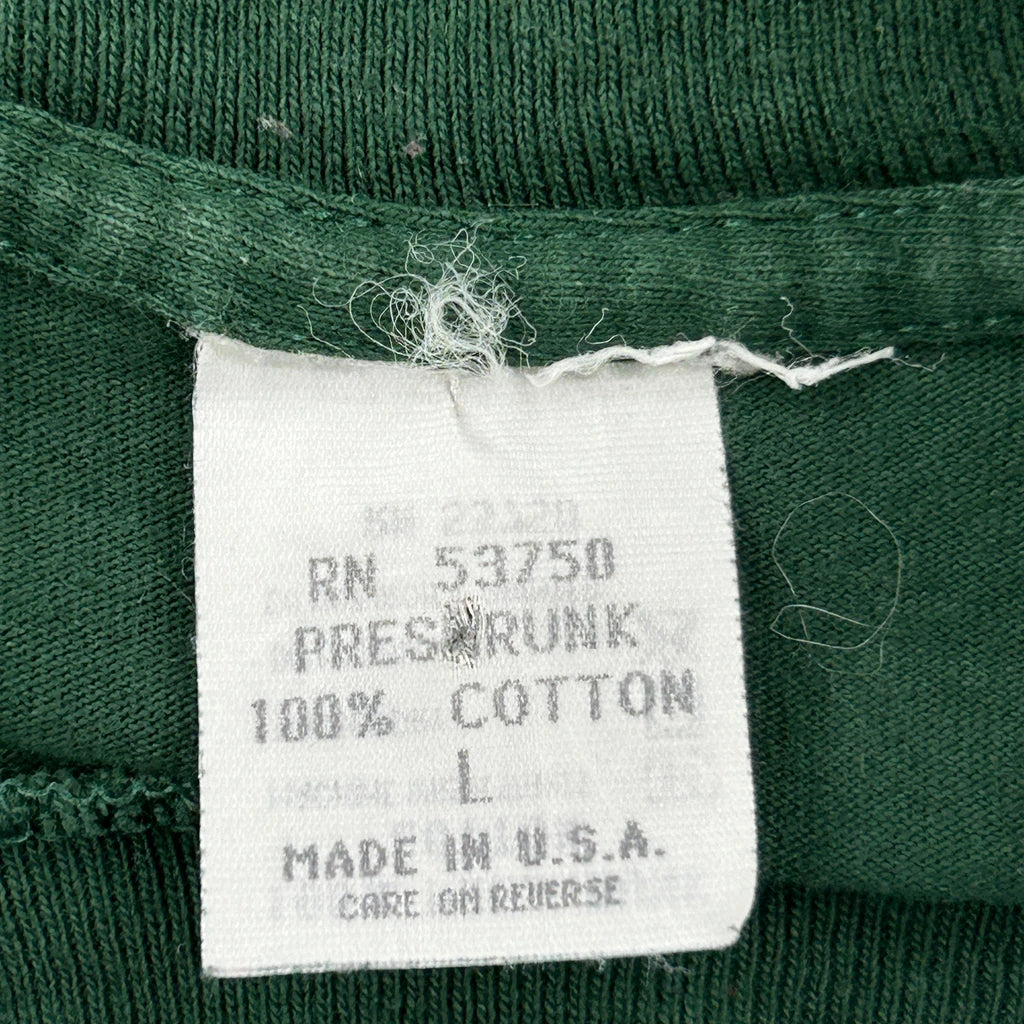 RN 53750
PRESHRUNK
100% COTTON
L
MADE IN U.S.A.
CARE ON REVERSE